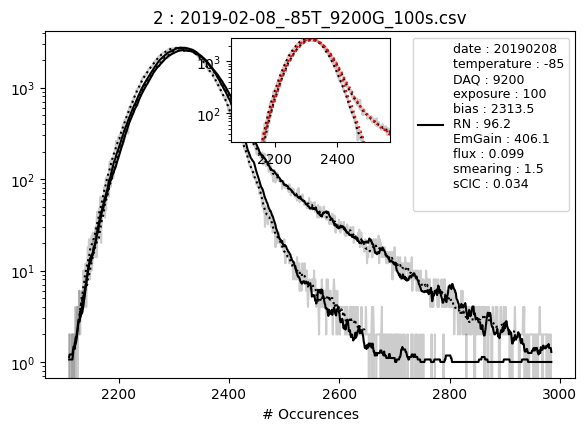 2 : 2019-02-08_-85T_9200G_100s.csv
10³
10²
10¹
10⁰
10³
10²
2200
2400
date : 20190208
temperature : -85
DAQ : 9200
exposure : 100
bias : 2313.5
RN : 96.2
EmGain : 406.1
flux : 0.099
smearing : 1.5
sCIC : 0.034
2200 2400 2600 2800 3000
# Occurences